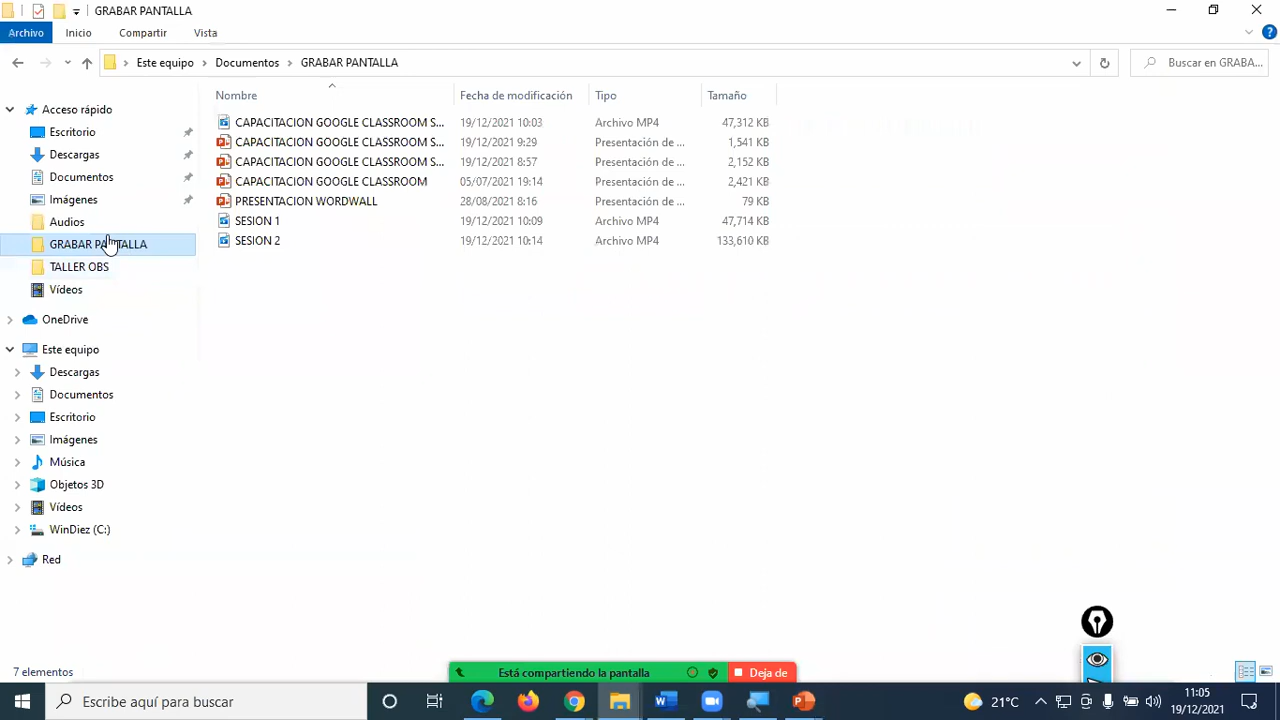 GRABAR PANTALLA
Archivo Inicio Compartir Vista
Este equipo Documentos GRABAR PANTALLA Buscar en GRABA...
Nombre Fecha de modificación Tipo Tamaño
CAPACITACION GOOGLE CLASSROOM S... 19/12/2021 10:03 Archivo MP4 47,312 KB
CAPACITACION GOOGLE CLASSROOM S... 19/12/2021 9:29 Presentación de ... 1,541 KB
CAPACITACION GOOGLE CLASSROOM S... 19/12/2021 8:57 Presentación de ... 2,152 KB
CAPACITACION GOOGLE CLASSROOM 05/07/2021 19:14 Presentación de ... 2,421 KB
PRESENTACION WORDWALL 28/08/2021 8:16 Presentación de ... 79 KB
SESION 1 19/12/2021 10:09 Archivo MP4 47,714 KB
SESION 2 19/12/2021 10:14 Archivo MP4 133,610 KB
Acceso rápido
Escritorio
Descargas
Documentos
Imágenes
Audios
GRABAR PANTALLA
TALLER OBS
Vídeos
OneDrive
Este equipo
Descargas
Documentos
Escritorio
Imágenes
Música
Objetos 3D
Vídeos
WinDiez (C:)
Red
7 elementos
Está compartiendo la pantalla Deja de
Escribe aquí para buscar
21°C
11:05
19/12/2021